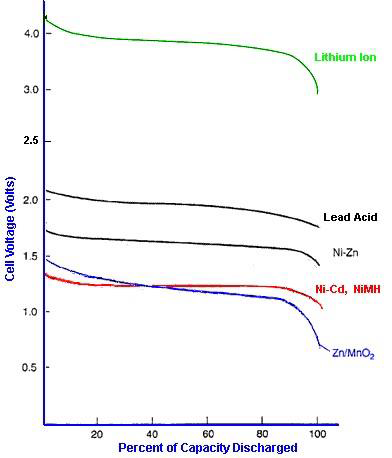 4.0
Lithium Ion
3.0
2.5
2.0
Lead Acid
Ni-Zn
1.5
Ni-Cd, NiMH
1.0
Zn/MnO₂
0.5
Cell Voltage (Volts)
20 40 60 80 100
Percent of Capacity Discharged